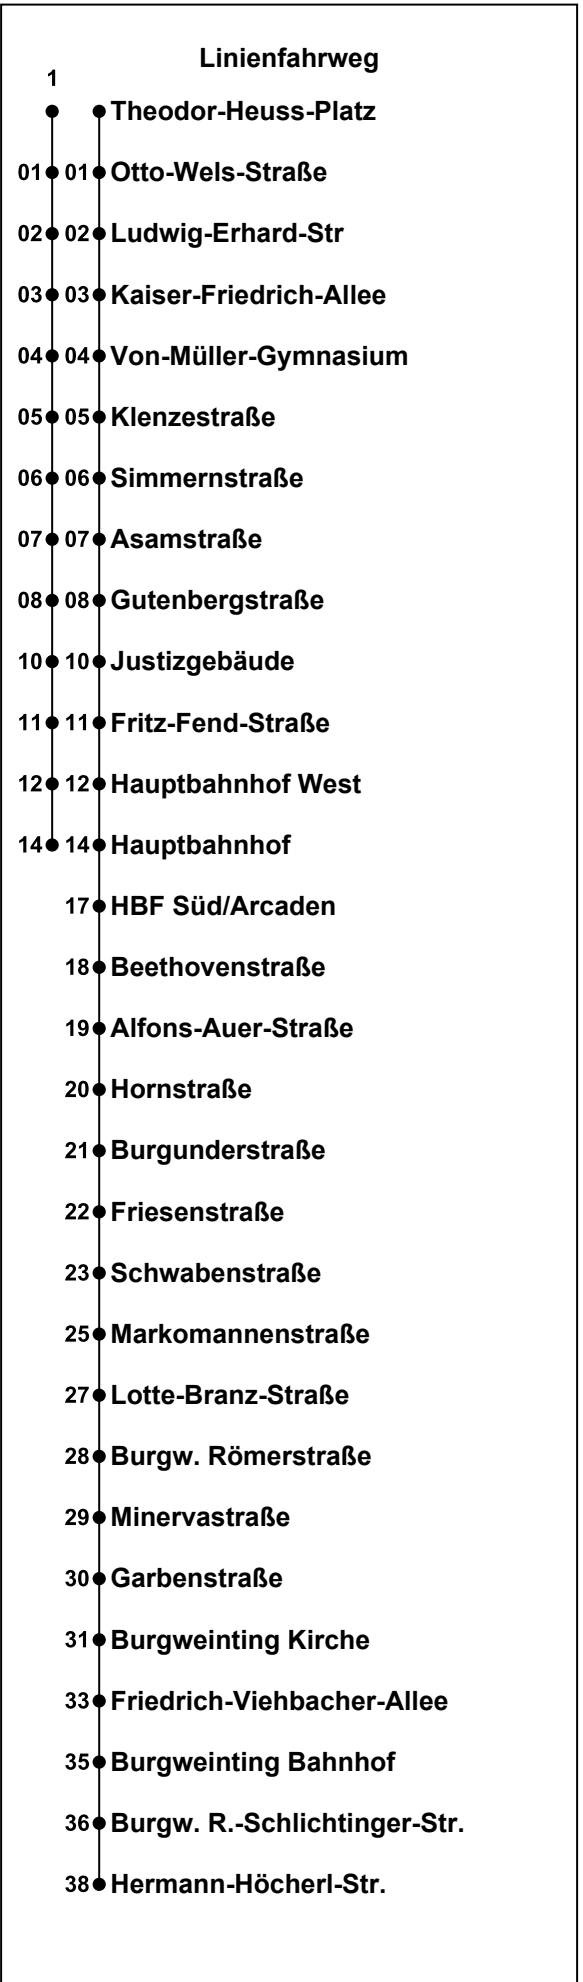 Linienfahrweg
1
Theodor-Heuss-Platz
01 01 Otto-Wels-Straße
02 02 Ludwig-Erhard-Str
03 03 Kaiser-Friedrich-Allee
04 04 Von-Müller-Gymnasium
05 05 Klenzestraße
06 06 Simmernstraße
07 07 Asamstraße
08 08 Gutenbergstraße
10 10 Justizgebäude
11 11 Fritz-Fend-Straße
12 12 Hauptbahnhof West
14 14 Hauptbahnhof
17 HBF Süd/Arcaden
18 Beethovenstraße
19 Alfons-Auer-Straße
20 Hornstraße
21 Burgunderstraße
22 Friesenstraße
23 Schwabenstraße
25 Markomannenstraße
27 Lotte-Branz-Straße
28 Burgw. Römerstraße
29 Minervastraße
30 Garbenstraße
31 Burgweinting Kirche
33 Friedrich-Viehbacher-Allee
35 Burgweinting Bahnhof
36 Burgw. R.-Schlichtinger-Str.
38 Hermann-Höcherl-Str.